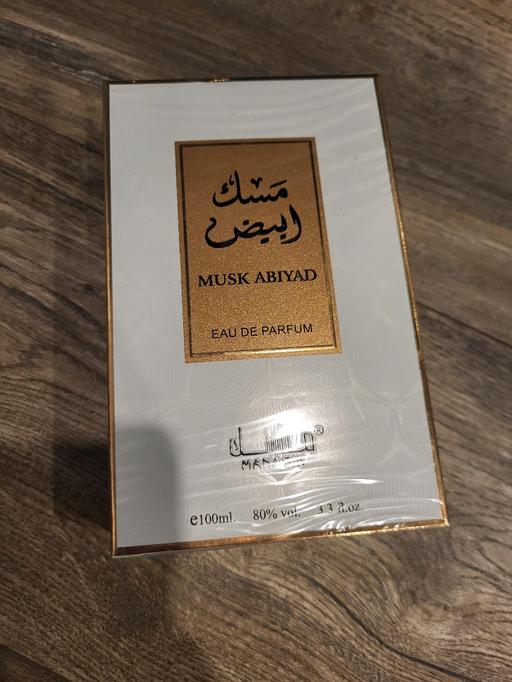 مسك
ابيض
MUSK ABIYAD
EAU DE PARFUM
e100ml. 80% vol. 3.3 fl.oz.